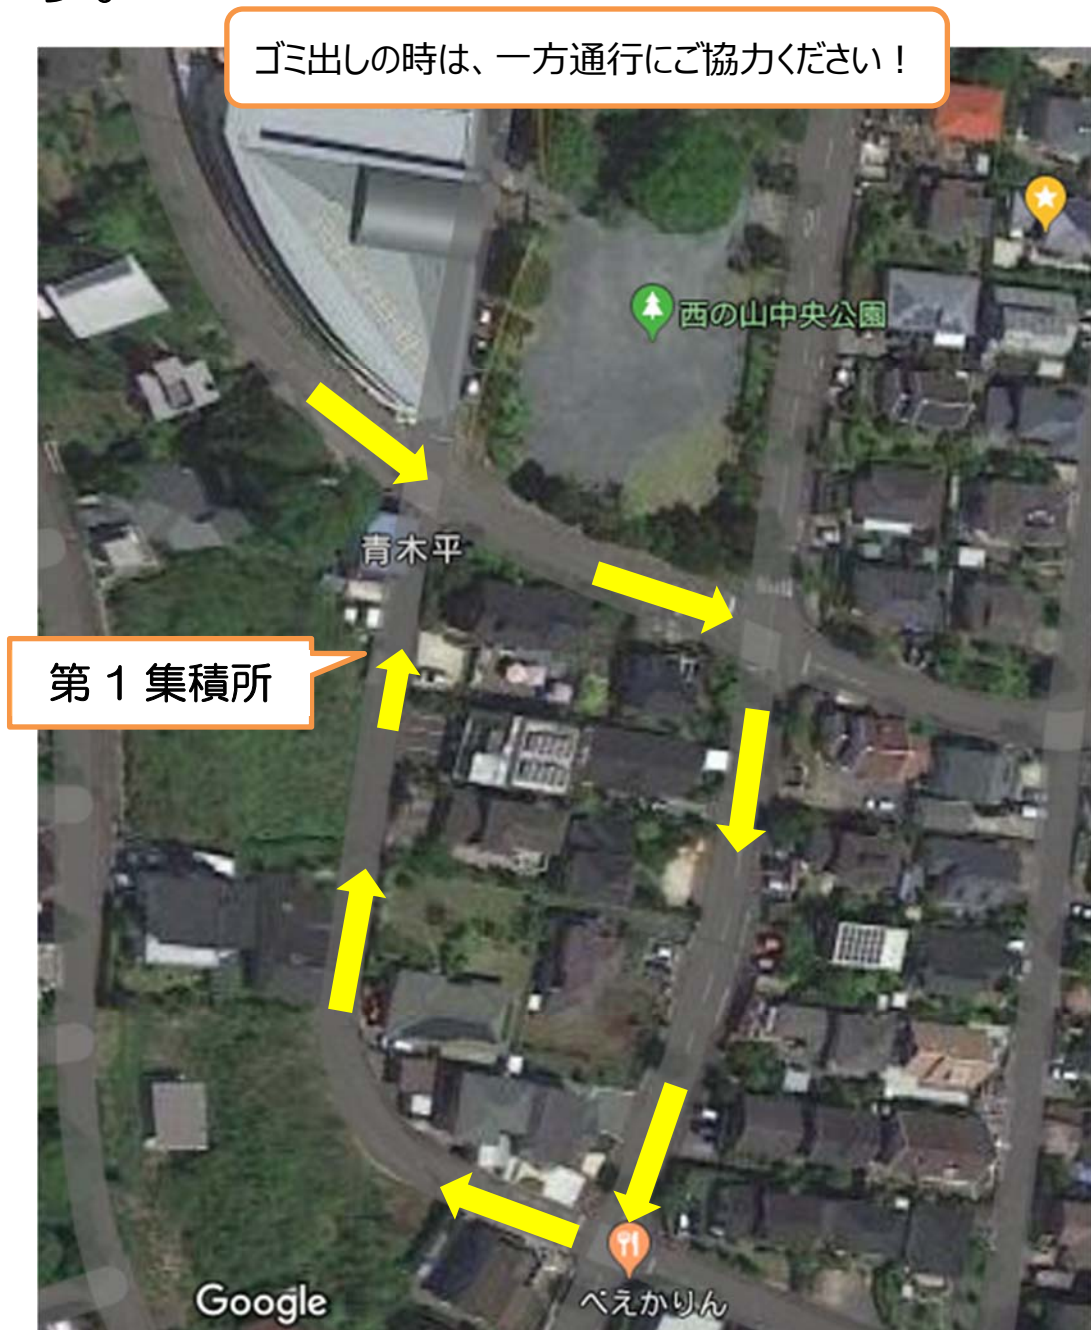 す。
ゴミ出しの時は、一方通行にご協力ください！
西の山中央公園
青木平
第１集積所
Google
べえかりん